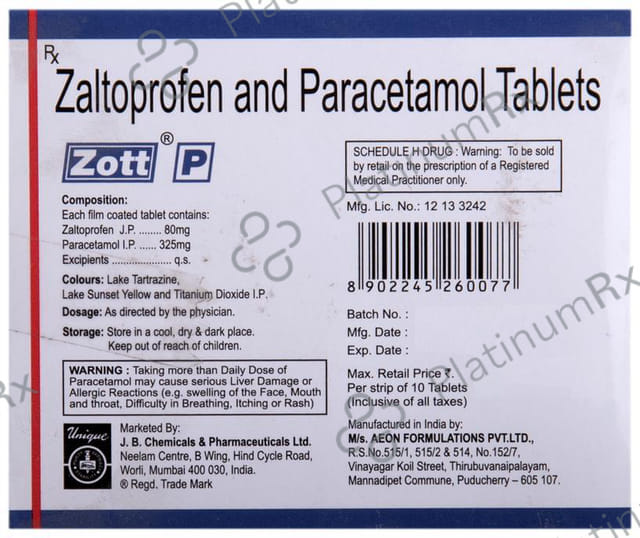 Rx
Zaltoprofen and Paracetamol Tablets
Zott® P
Composition:
Each film coated tablet contains:
Zaltoprofen J.P. ........ 80mg
Paracetamol I.P. ...... 325mg
Excipients ...................... q.s.
Colours: Lake Tartrazine,
Lake Sunset Yellow and Titanium Dioxide I.P.
Dosage: As directed by the physician.
Storage: Store in a cool, dry & dark place.
Keep out of reach of children.
WARNING : Taking more than Daily Dose of
Paracetamol may cause serious Liver Damage or
Allergic Reactions (e.g. swelling of the Face, Mouth
and throat, Difficulty in Breathing, Itching or Rash)
Unique
Marketed By:
J. B. Chemicals & Pharmaceuticals Ltd.
Neelam Centre, B Wing, Hind Cycle Road,
Worli, Mumbai 400 030, India.
® Regd. Trade Mark
SCHEDULE H DRUG : Warning: To be sold
by retail on the prescription of a Registered
Medical Practitioner only.
Mfg. Lic. No.: 12 13 3242
8 902245 260077
Batch No. :
Mfg. Date :
Exp. Date :
Max. Retail Price ₹.
Per strip of 10 Tablets
(Inclusive of all taxes)
Manufactured in India by:
M/s. AEON FORMULATIONS PVT.LTD.,
R.S.No.515/1, 515/2 & 514, No.152/7,
Vinayagar Koil Street, Thirubuvanaipalayam,
Mannadipet Commune, Puducherry - 605 107.
PlatinumRx
PlatinumRx
PlatinumRx